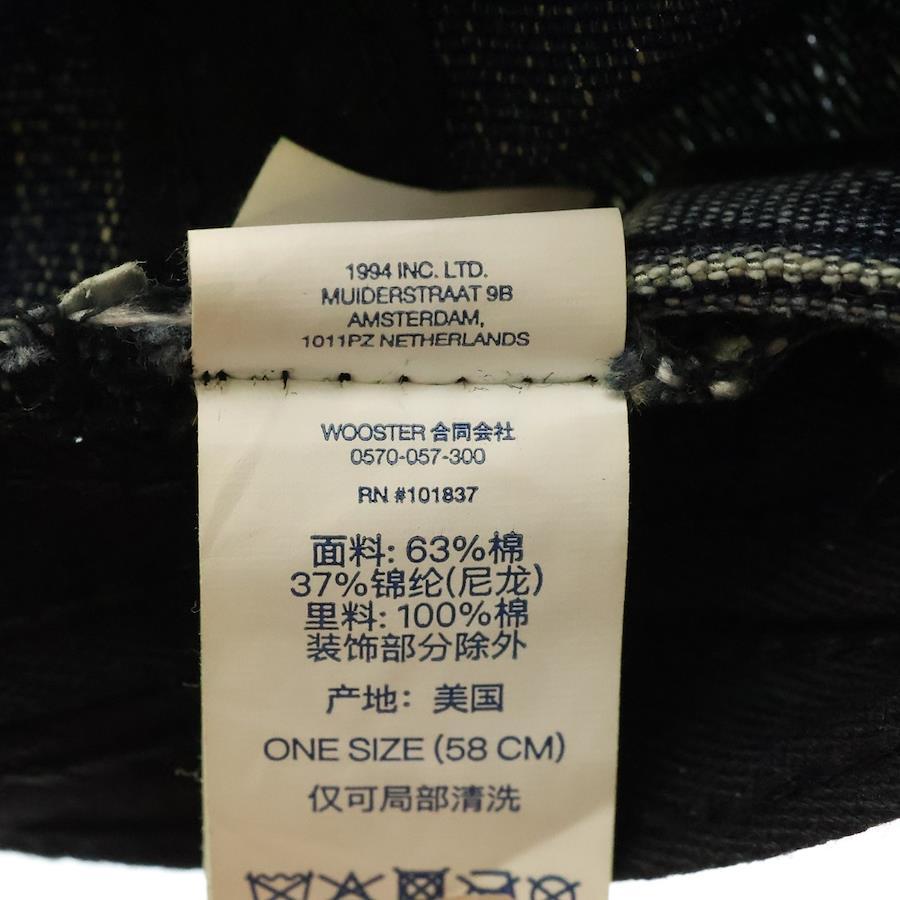 1994 INC. LTD.
MUIDERSTRAAT 9B
AMSTERDAM,
1011PZ NETHERLANDS
WOOSTER 合同会社
0570-057-300
RN #101837
面料: 63%棉
37%锦纶(尼龙)
里料: 100%棉
装饰部分除外
产地: 美国
ONE SIZE (58 CM)
仅可局部清洗